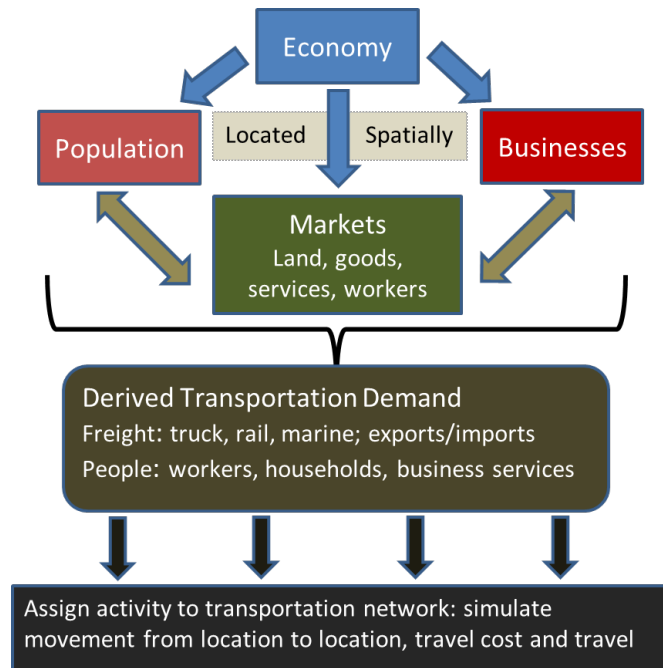 Economy
Population
Located
Spatially
Businesses
Markets
Land, goods,
services, workers
Derived Transportation Demand
Freight: truck, rail, marine; exports/imports
People: workers, households, business services
Assign activity to transportation network: simulate
movement from location to location, travel cost and travel